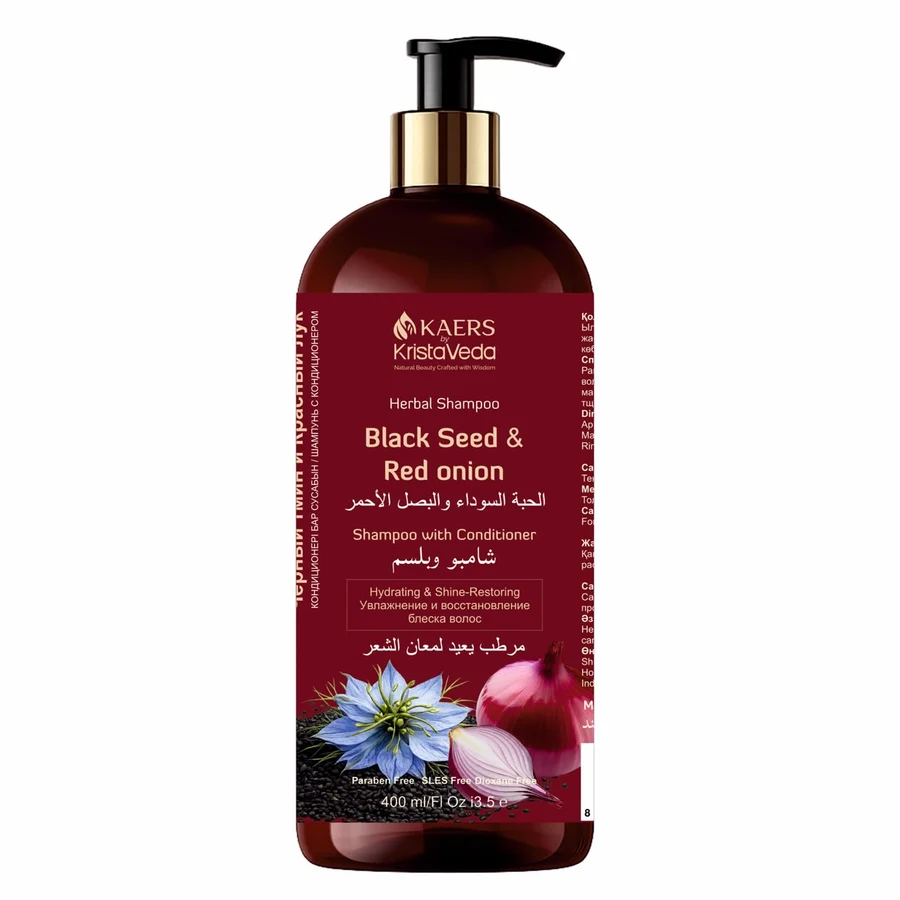 KAERS
by
KristaVeda
Natural Beauty Crafted with Wisdom
Herbal Shampoo
Black Seed &
Red onion
الحبة السوداء والبصل الأحمر
Shampoo with Conditioner
شامبو وبلسم
Hydrating & Shine-Restoring
Увлажнение и восстановление
блеска волос
مرطب يعيد لمعان الشعر
Paraben Free SLES Free Dioxane Free
400 ml/Fl Oz i3.5 e
Черный тмин и красный лук
КОНДИЦИОНЕРІ БАР СУСАБЫН / ШАМПУНЬ С КОНДИЦИОНЕРОМ
8